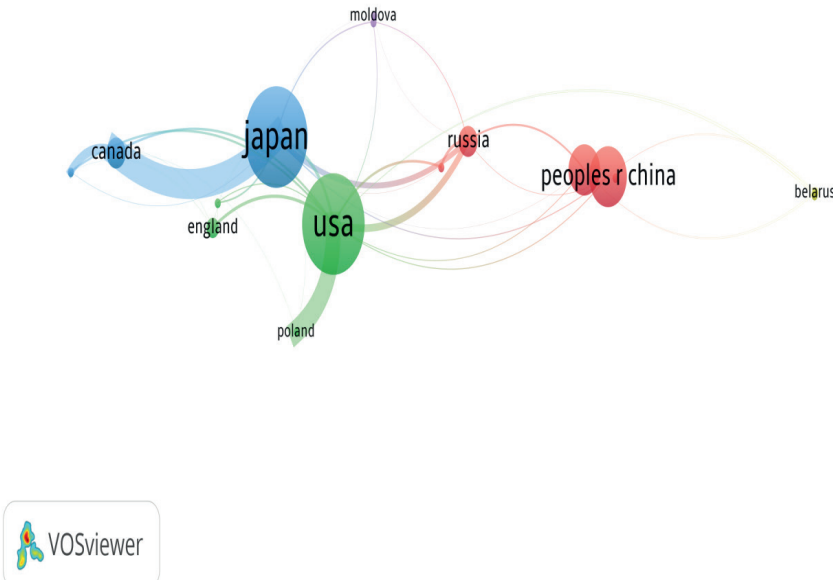 moldova
japan
canada
russia
peoples r china
belarus
usa
england
poland
VOSviewer